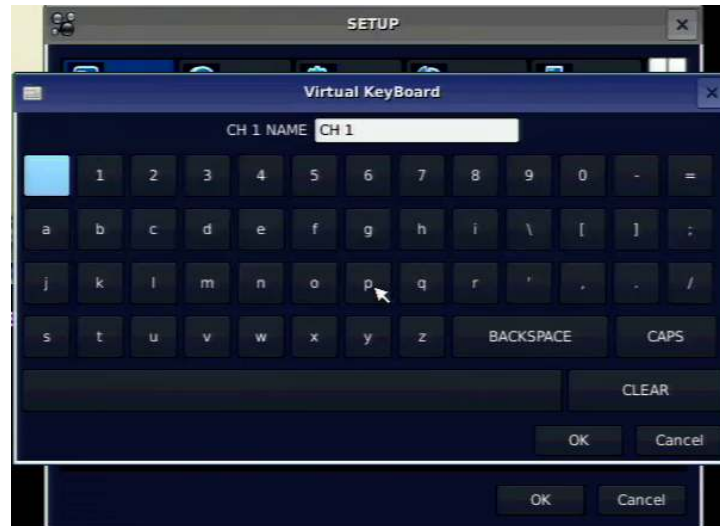 SETUP
Virtual KeyBoard
CH 1 NAME CH 1
1 2 3 4 5 6 7 8 9 0 - =
a b c d e f g h i \ [ ] ;
j k l m n o p q r ' , . /
s t u v w x y z BACKSPACE CAPS
CLEAR
OK Cancel
OK Cancel